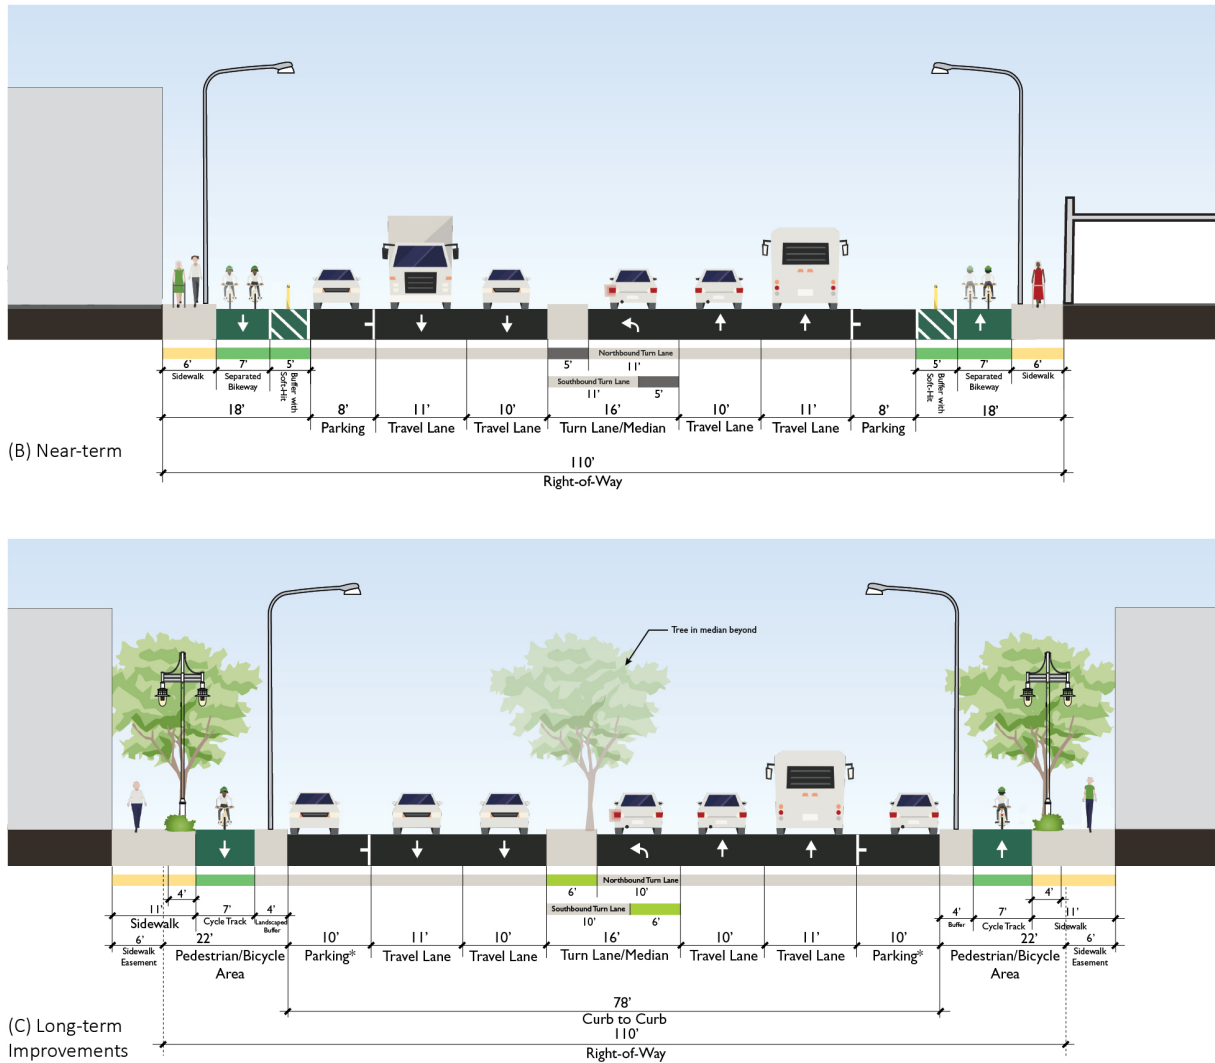 Northbound Turn Lane
6' 7' 5' 5' 11' 5' 7' 6'
Sidewalk Separated Bikeway Buffer with Soft-Hit Southbound Turn Lane Buffer with Soft-Hit Separated Bikeway Sidewalk
11' 5'
18' 8' 11' 10' 16' 10' 11' 8' 18'
Parking Travel Lane Travel Lane Turn Lane/Median Travel Lane Travel Lane Parking
(B) Near-term
110'
Right-of-Way
Tree in median beyond
Northbound Turn Lane
4' 6' 10' 4'
11' 7' 4' Southbound Turn Lane 4' 7' 11'
Sidewalk Cycle Track Landscaped Buffer 10' 6' Buffer Cycle Track Sidewalk
6' 22' 10' 11' 10' 16' 10' 11' 10' 22' 6'
Sidewalk Easement Pedestrian/Bicycle Area Parking* Travel Lane Travel Lane Turn Lane/Median Travel Lane Travel Lane Parking* Pedestrian/Bicycle Area Sidewalk Easement
78'
Curb to Curb
(C) Long-term
Improvements
110'
Right-of-Way